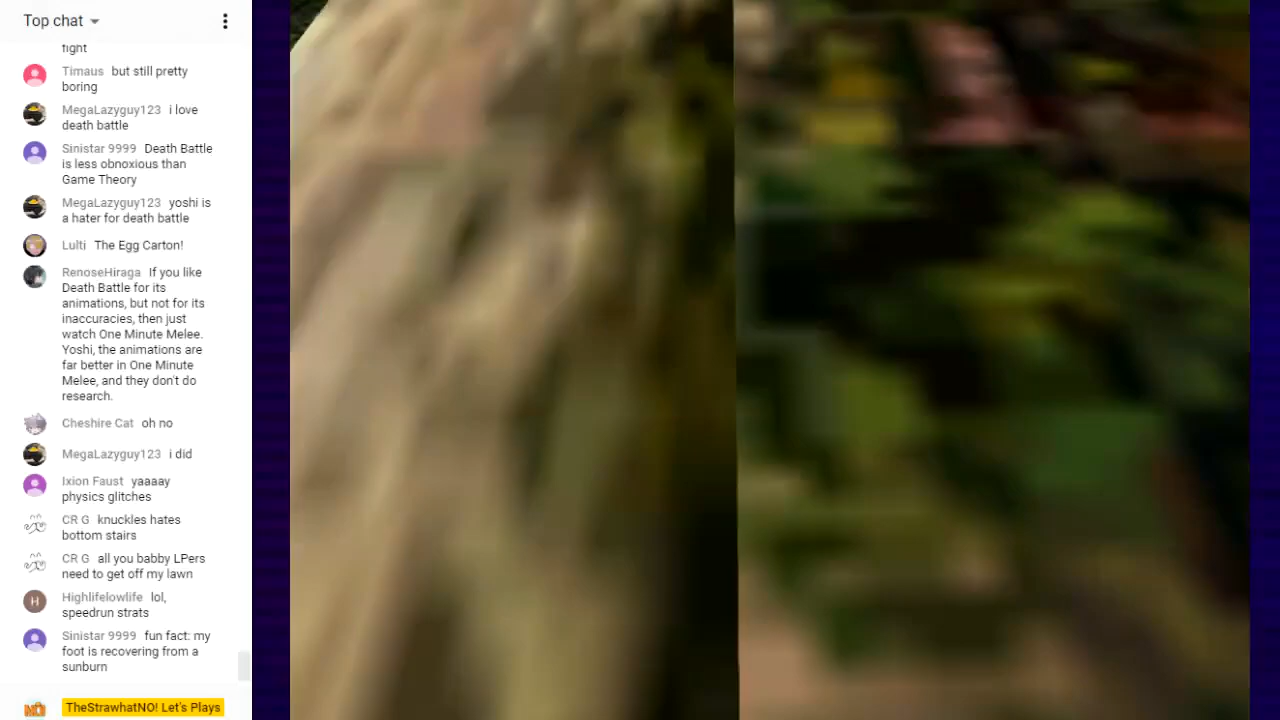 Top chat
fight
Timaus but still pretty
boring
MegaLazyguy123 i love
death battle
Sinistar 9999 Death Battle
is less obnoxious than
Game Theory
MegaLazyguy123 yoshi is
a hater for death battle
Lulti The Egg Carton!
RenoseHiraga If you like
Death Battle for its
animations, but not for its
inaccuracies, then just
watch One Minute Melee.
Yoshi, the animations are
far better in One Minute
Melee, and they don't do
research.
Cheshire Cat oh no
MegaLazyguy123 i did
Ixion Faust yaaaay
physics glitches
CR G knuckles hates
bottom stairs
CR G all you babby LPers
need to get off my lawn
H
Highlifelowlife lol,
speedrun strats
Sinistar 9999 fun fact: my
foot is recovering from a
sunburn
TheStrawhatNO! Let's Plays